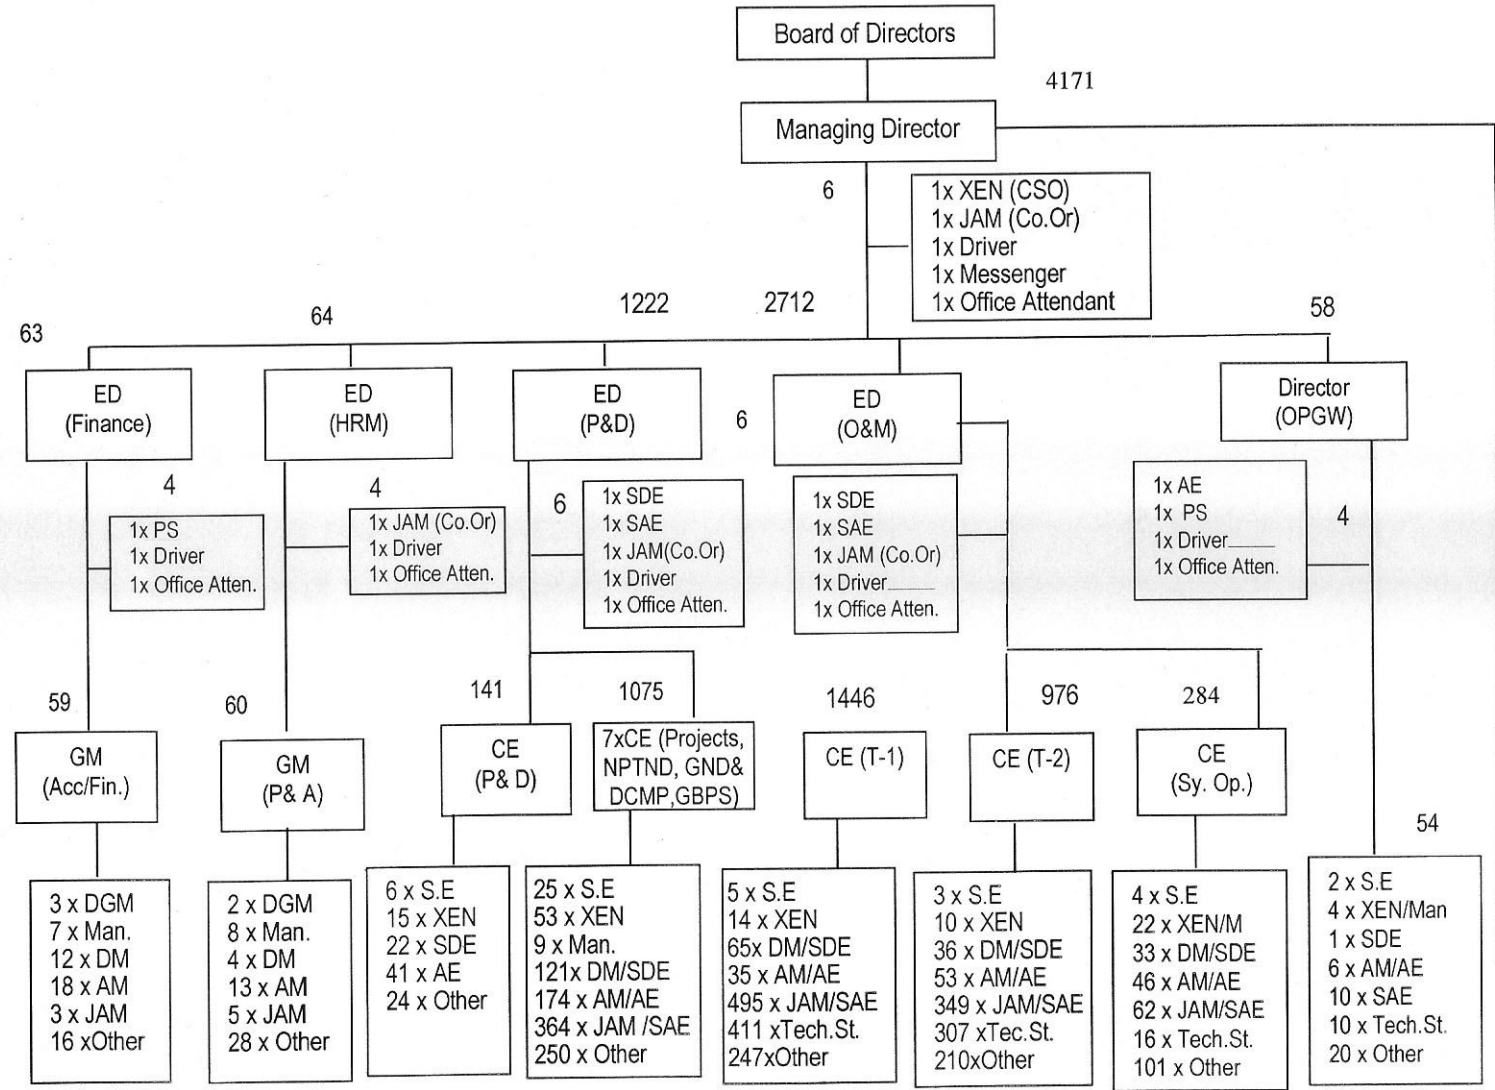 Board of Directors
4171
Managing Director
6
1x XEN (CSO)
1x JAM (Co.Or)
1x Driver
1x Messenger
1x Office Attendant
63
64
1222
2712
58
ED
(Finance)
ED
(HRM)
ED
(P&D)
6
ED
(O&M)
Director
(OPGW)
4
1x PS
1x Driver
1x Office Atten.
4
1x JAM (Co.Or)
1x Driver
1x Office Atten.
6
1x SDE
1x SAE
1x JAM(Co.Or)
1x Driver
1x Office Atten.
1x SDE
1x SAE
1x JAM (Co.Or)
1x Driver
1x Office Atten.
1x AE
1x PS
1x Driver
1x Office Atten.
4
59
60
141
1075
1446
976
284
GM
(Acc/Fin.)
GM
(P& A)
CE
(P& D)
7xCE (Projects,
NPTND, GND&
DCMP,GBPS)
CE (T-1)
CE (T-2)
CE
(Sy. Op.)
54
3 x DGM
7 x Man.
12 x DM
18 x AM
3 x JAM
16 xOther
2 x DGM
8 x Man.
4 x DM
13 x AM
5 x JAM
28 x Other
6 x S.E
15 x XEN
22 x SDE
41 x AE
24 x Other
25 x S.E
53 x XEN
9 x Man.
121x DM/SDE
174 x AM/AE
364 x JAM /SAE
250 x Other
5 x S.E
14 x XEN
65x DM/SDE
35 x AM/AE
495 x JAM/SAE
411 xTech.St.
247xOther
3 x S.E
10 x XEN
36 x DM/SDE
53 x AM/AE
349 x JAM/SAE
307 xTec.St.
210xOther
4 x S.E
22 x XEN/M
33 x DM/SDE
46 x AM/AE
62 x JAM/SAE
16 x Tech.St.
101 x Other
2 x S.E
4 x XEN/Man
1 x SDE
6 x AM/AE
10 x SAE
10 x Tech.St.
20 x Other